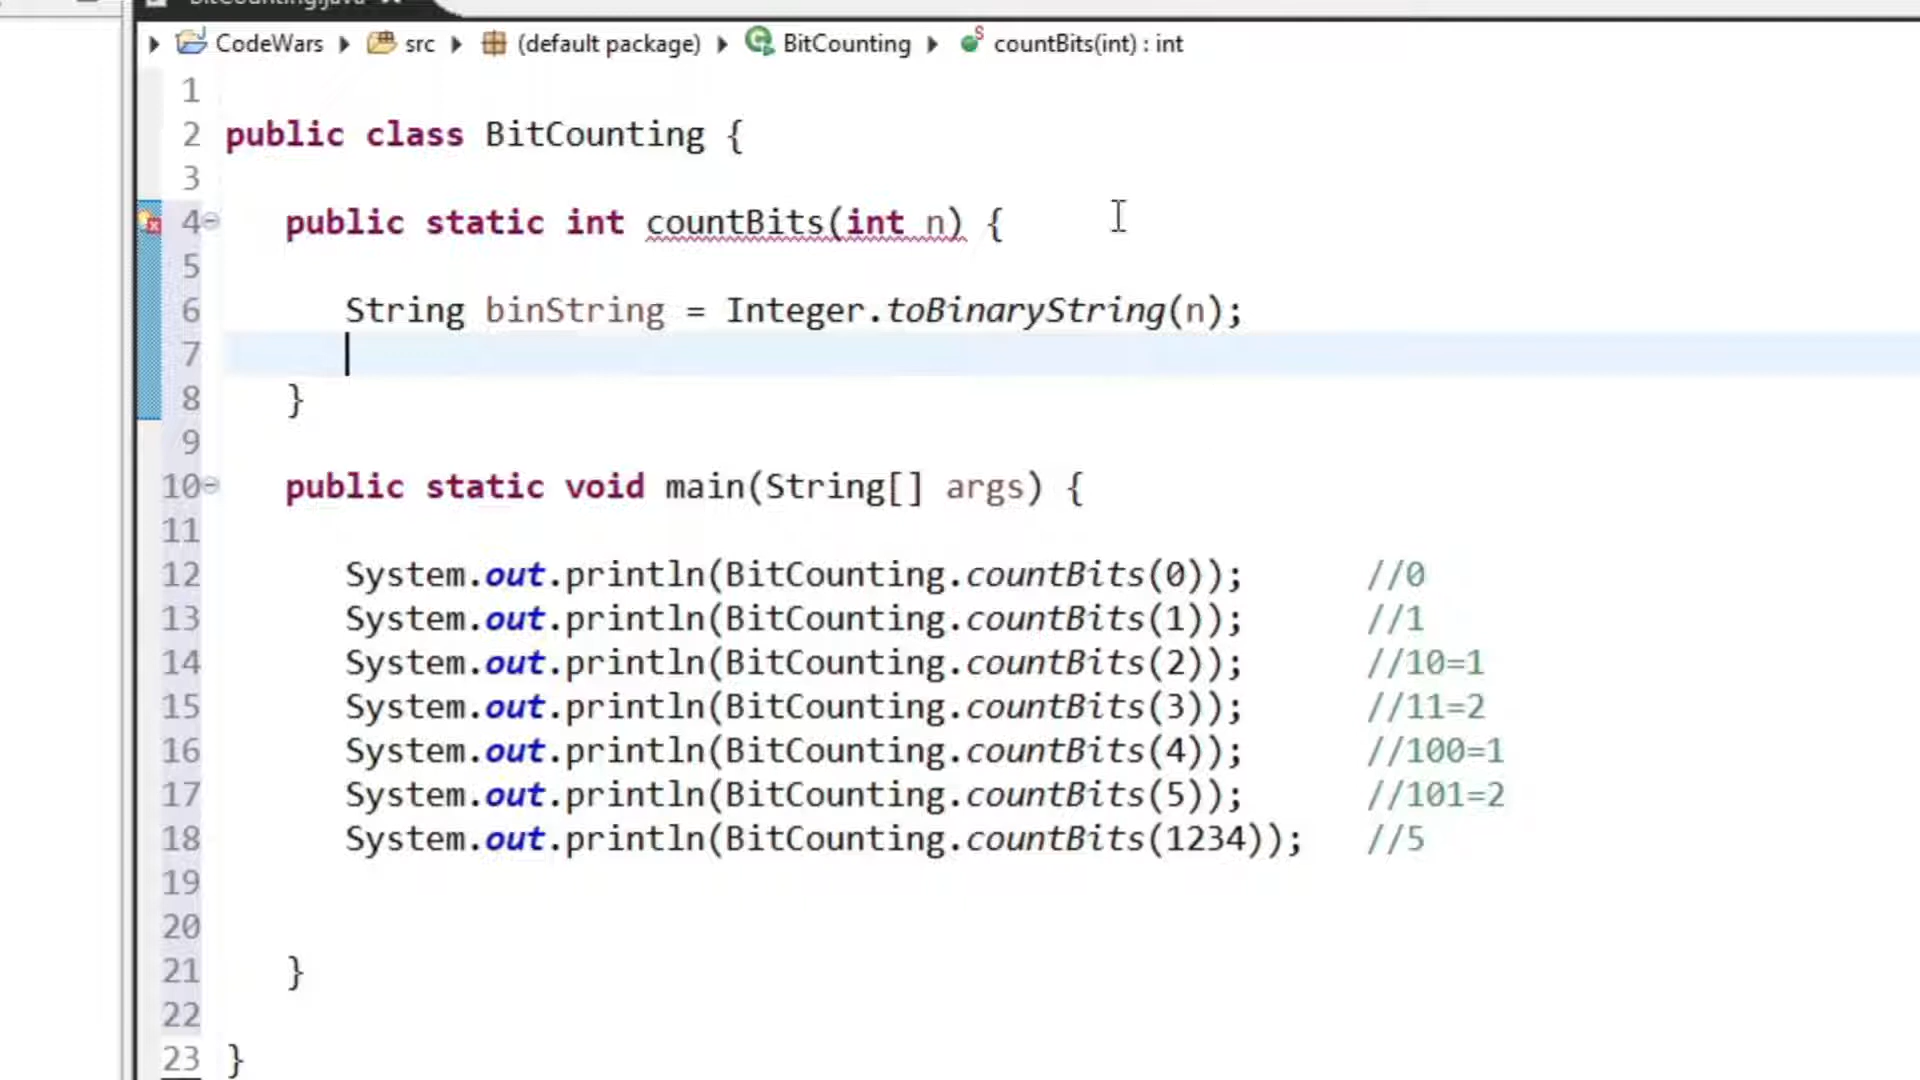 BitCounting.java
CodeWars src (default package) BitCounting countBits(int) : int
1
2 public class BitCounting {
3
4 public static int countBits(int n) {
5
6 String binString = Integer.toBinaryString(n);
7
8 }
9
10 public static void main(String[] args) {
11
12 System.out.println(BitCounting.countBits(0)); //0
13 System.out.println(BitCounting.countBits(1)); //1
14 System.out.println(BitCounting.countBits(2)); //10=1
15 System.out.println(BitCounting.countBits(3)); //11=2
16 System.out.println(BitCounting.countBits(4)); //100=1
17 System.out.println(BitCounting.countBits(5)); //101=2
18 System.out.println(BitCounting.countBits(1234)); //5
19
20
21 }
22
23 }